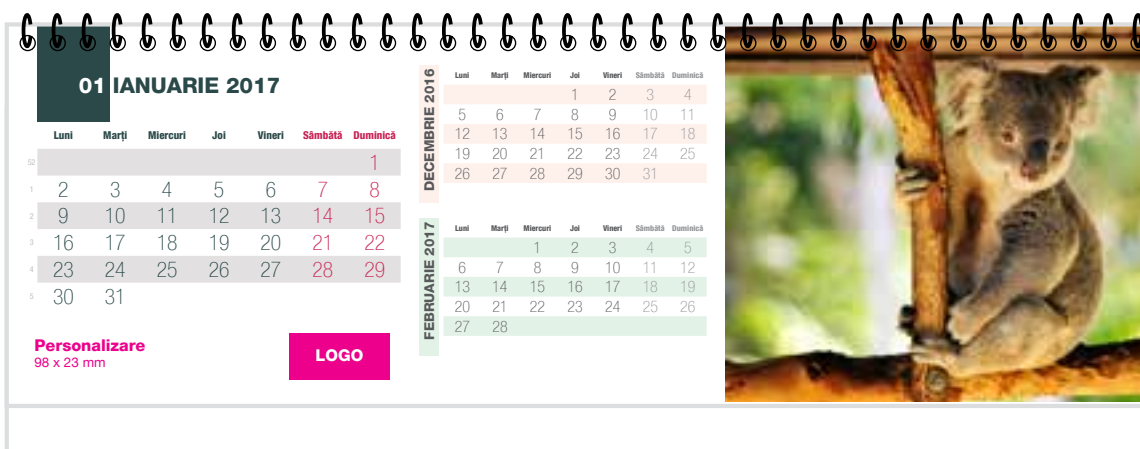 01 IANUARIE 2017
Luni Marți Miercuri Joi Vineri Sâmbătă Duminică
52 1
1 2 3 4 5 6 7 8
2 9 10 11 12 13 14 15
3 16 17 18 19 20 21 22
4 23 24 25 26 27 28 29
5 30 31
Personalizare
98 x 23 mm
LOGO
DECEMBRIE 2016
Luni Marți Miercuri Joi Vineri Sâmbătă Duminică
1 2 3 4
5 6 7 8 9 10 11
12 13 14 15 16 17 18
19 20 21 22 23 24 25
26 27 28 29 30 31
FEBRUARIE 2017
Luni Marți Miercuri Joi Vineri Sâmbătă Duminică
1 2 3 4 5
6 7 8 9 10 11 12
13 14 15 16 17 18 19
20 21 22 23 24 25 26
27 28